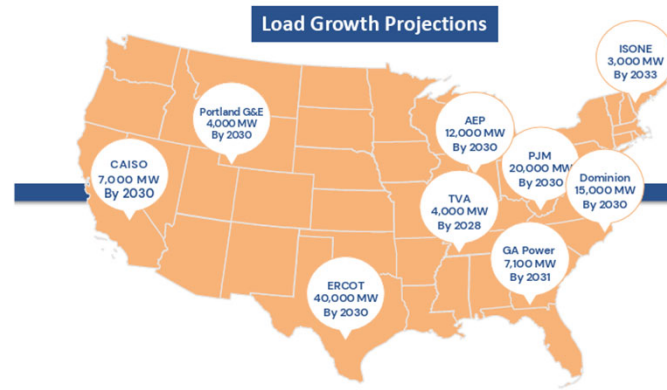 Load Growth Projections
ISONE
3,000 MW
By 2033
Portland G&E
4,000 MW
By 2030
AEP
12,000 MW
By 2030
CAISO
7,000 MW
By 2030
PJM
20,000 MW
By 2030
Dominion
15,000 MW
By 2030
TVA
4,000 MW
By 2028
GA Power
7,100 MW
By 2031
ERCOT
40,000 MW
By 2030